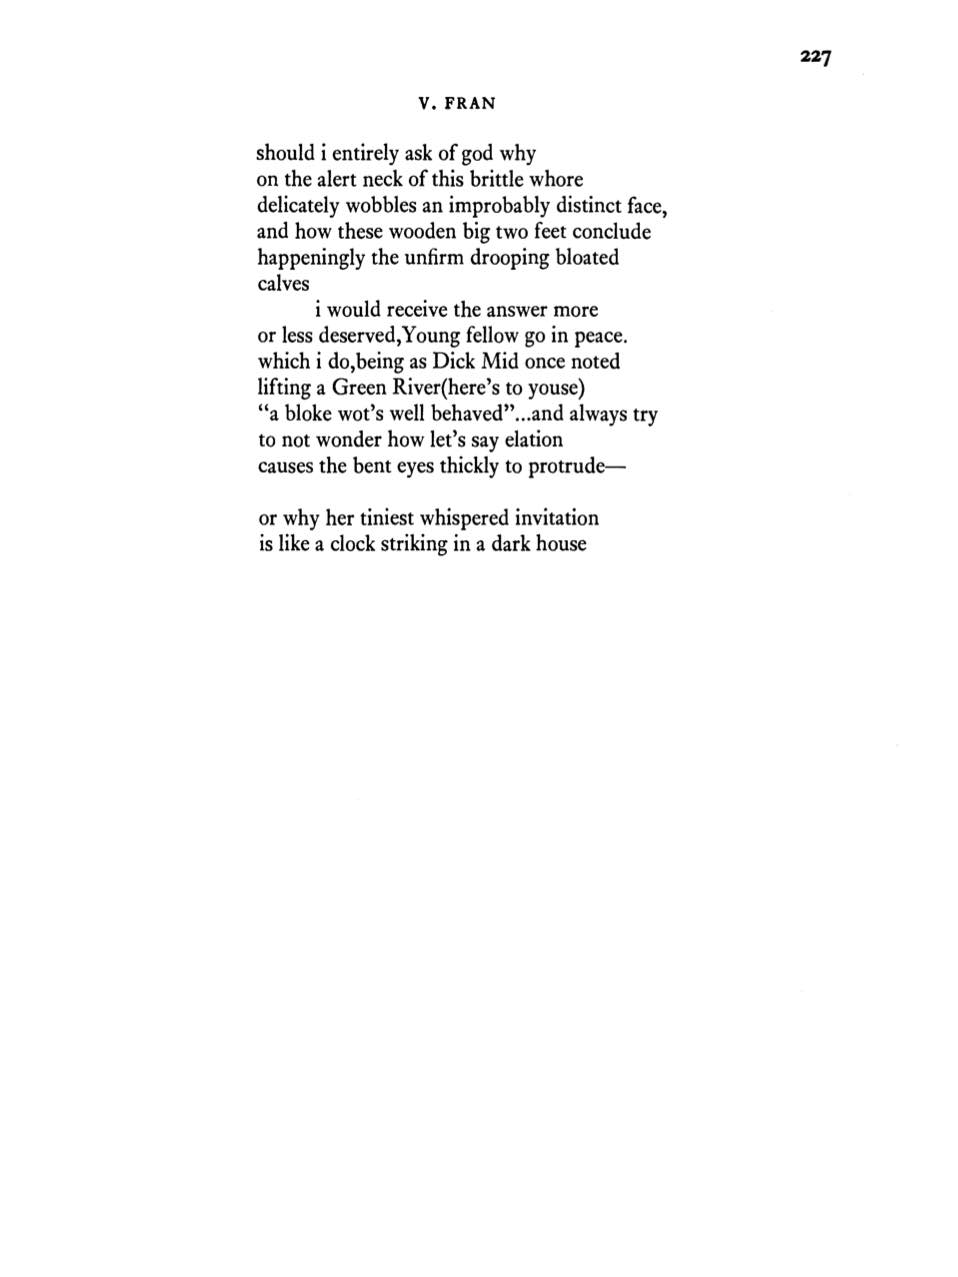 227
V. FRAN
should i entirely ask of god why
on the alert neck of this brittle whore
delicately wobbles an improbably distinct face,
and how these wooden big two feet conclude
happeningly the unfirm drooping bloated
calves
i would receive the answer more
or less deserved,Young fellow go in peace.
which i do,being as Dick Mid once noted
lifting a Green River(here’s to youse)
“a bloke wot’s well behaved”...and always try
to not wonder how let’s say elation
causes the bent eyes thickly to protrude—
or why her tiniest whispered invitation
is like a clock striking in a dark house